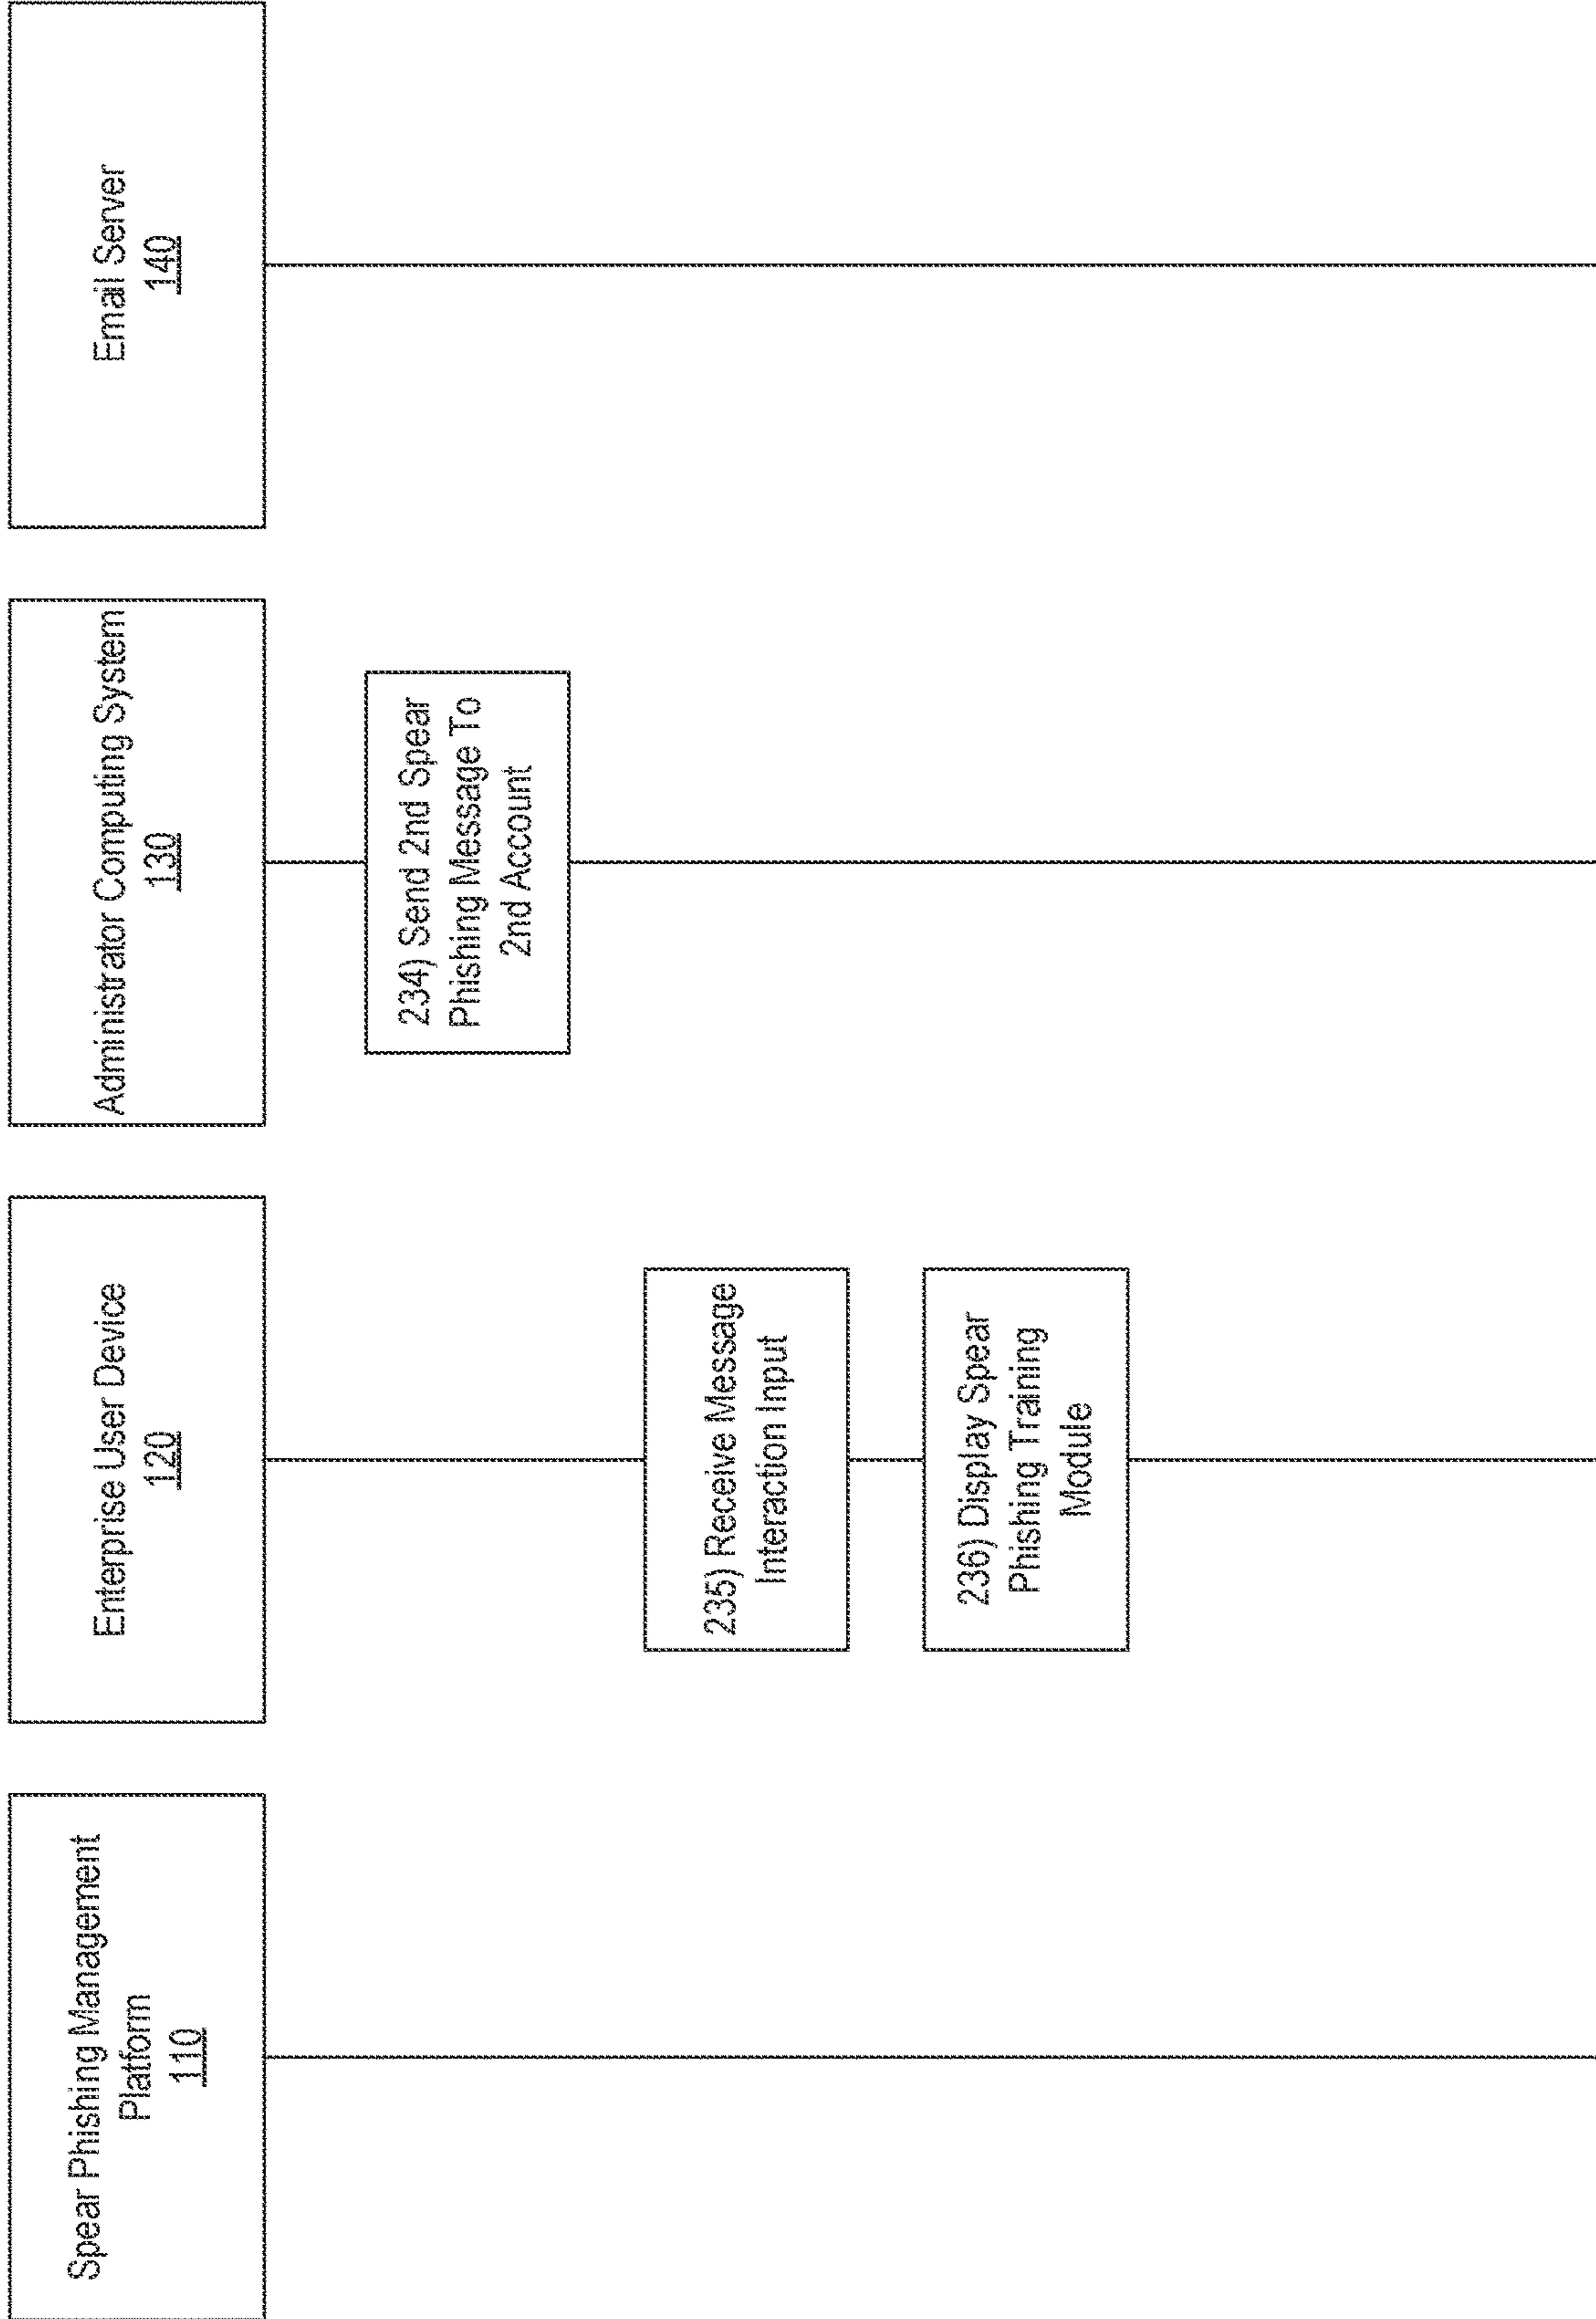 Spear Phishing Management
Platform
110
Enterprise User Device
120
Administrator Computing System
130
Email Server
140
234) Send 2nd Spear
Phishing Message To
2nd Account
235) Receive Message
Interaction Input
236) Display Spear
Phishing Training
Module